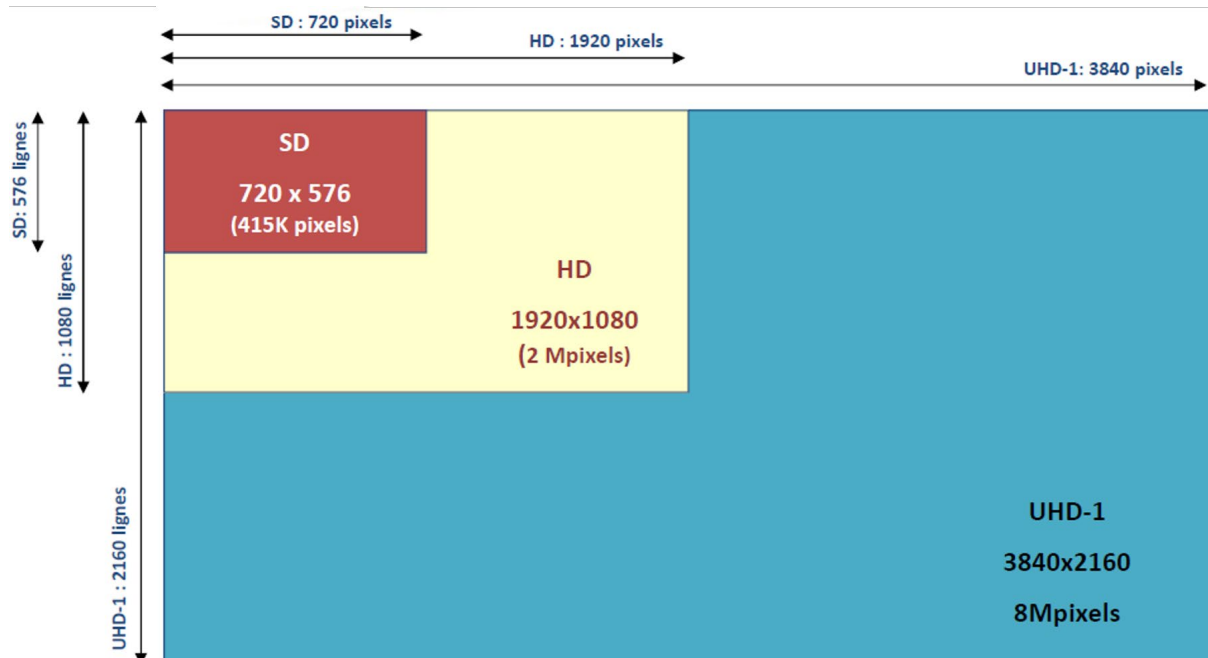 SD : 720 pixels
HD : 1920 pixels
UHD-1: 3840 pixels
SD: 576 lignes
HD : 1080 lignes
UHD-1 : 2160 lignes
SD
720 x 576
(415K pixels)
HD
1920x1080
(2 Mpixels)
UHD-1
3840x2160
8Mpixels